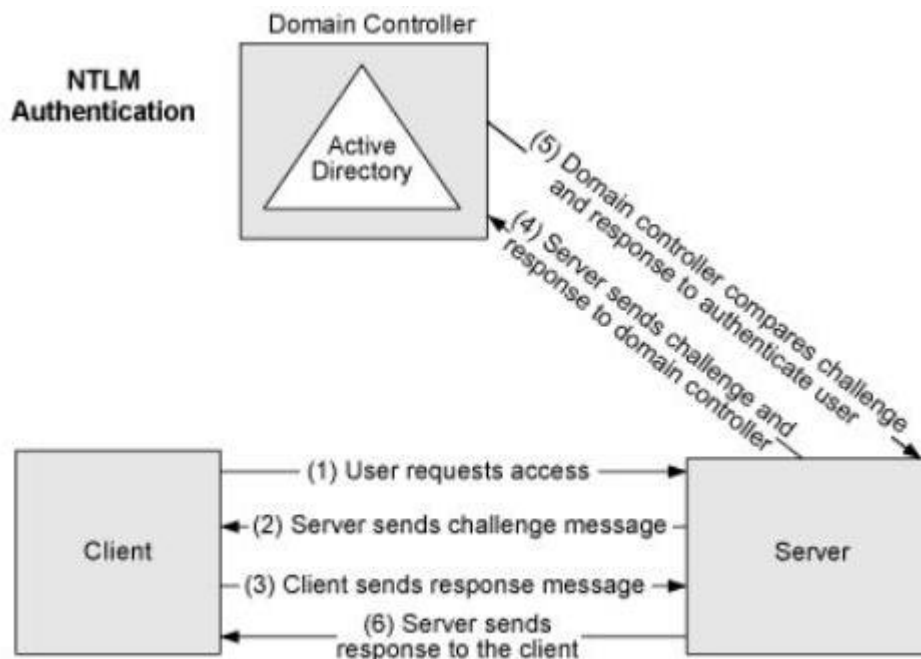 Domain Controller
NTLM
Authentication
Active
Directory
(5) Domain controller compares challenge
and response to authenticate user
(4) Server sends challenge and
response to domain controller
Client
(1) User requests access
(2) Server sends challenge message
(3) Client sends response message
(6) Server sends
response to the client
Server